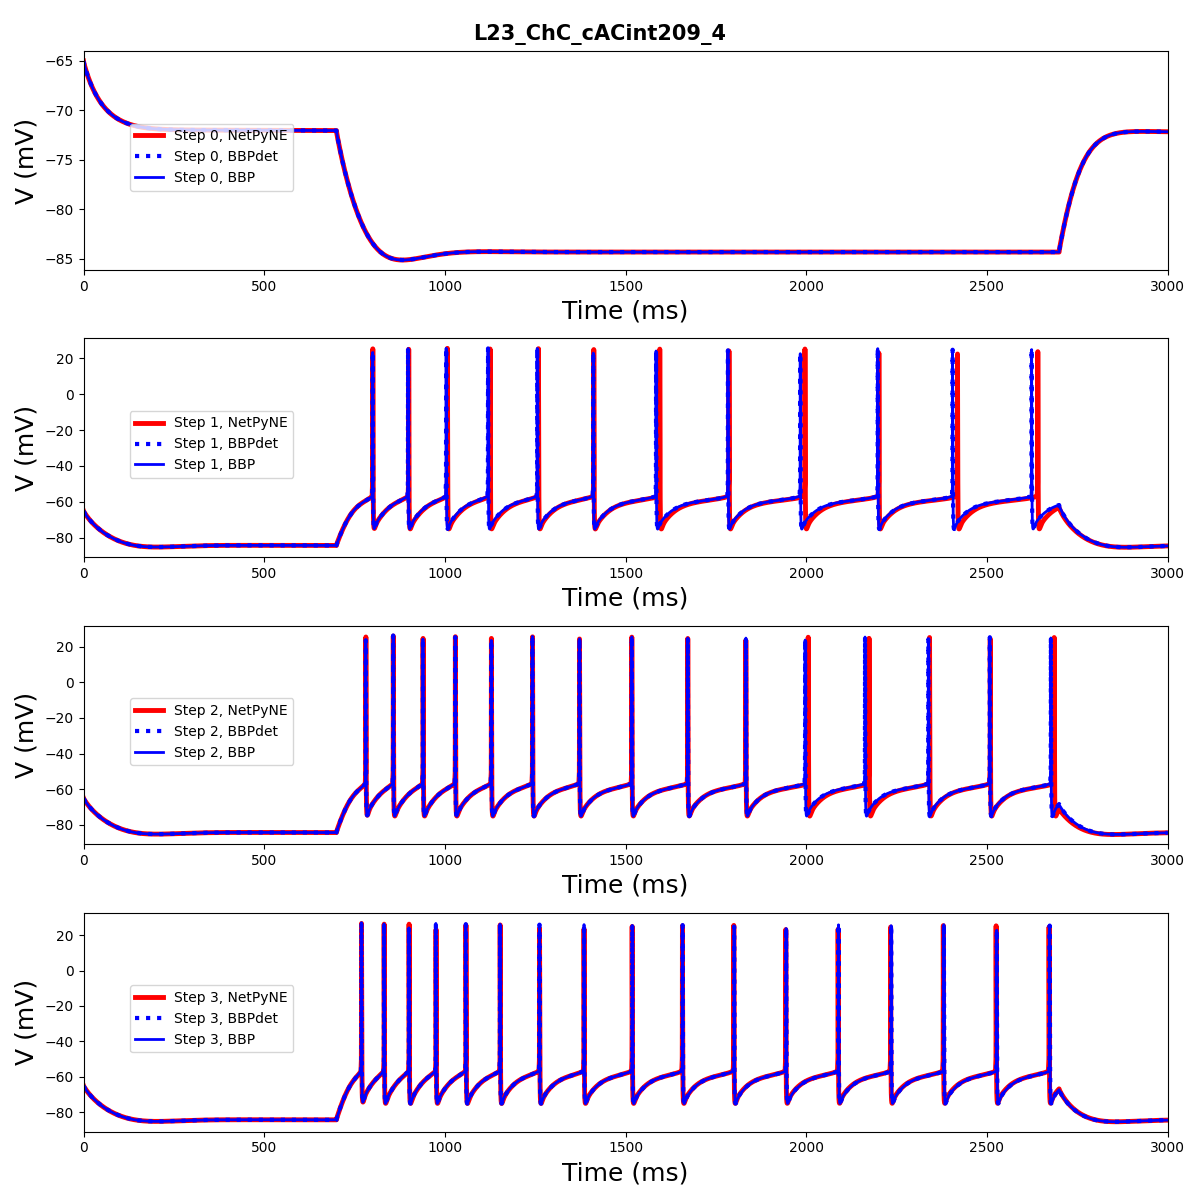 L23_ChC_cACint209_4
−65
−70
−75
−80
−85
V (mV)
Step 0, NetPyNE
Step 0, BBPdet
Step 0, BBP
0 500 1000 1500 2000 2500 3000
Time (ms)
20
0
−20
−40
−60
−80
V (mV)
Step 1, NetPyNE
Step 1, BBPdet
Step 1, BBP
0 500 1000 1500 2000 2500 3000
Time (ms)
20
0
−20
−40
−60
−80
V (mV)
Step 2, NetPyNE
Step 2, BBPdet
Step 2, BBP
0 500 1000 1500 2000 2500 3000
Time (ms)
20
0
−20
−40
−60
−80
V (mV)
Step 3, NetPyNE
Step 3, BBPdet
Step 3, BBP
0 500 1000 1500 2000 2500 3000
Time (ms)